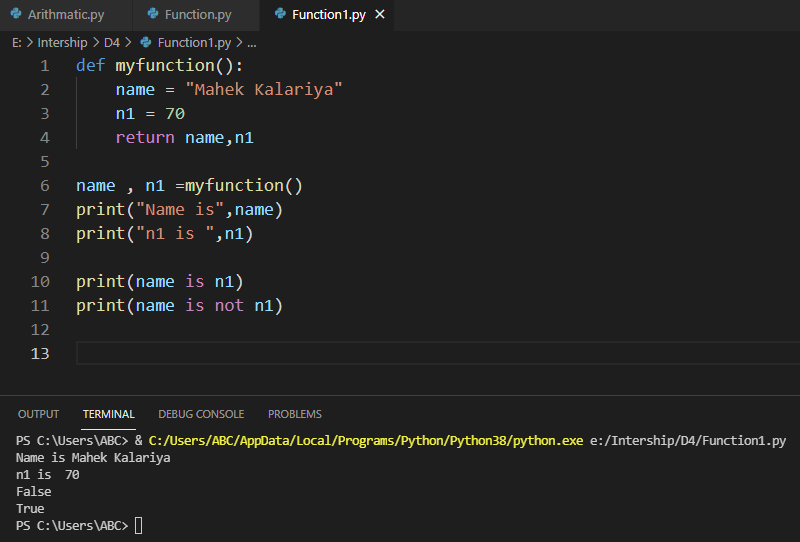 Arithmatic.py Function.py Function1.py ×
E: > Intership > D4 > Function1.py > ...
1 def myfunction():
2     name = "Mahek Kalariya"
3     n1 = 70
4     return name,n1
5
6 name , n1 =myfunction()
7 print("Name is",name)
8 print("n1 is ",n1)
9
10 print(name is n1)
11 print(name is not n1)
12
13
OUTPUT TERMINAL DEBUG CONSOLE PROBLEMS
PS C:\Users\ABC> & C:/Users/ABC/AppData/Local/Programs/Python/Python38/python.exe e:/Intership/D4/Function1.py
Name is Mahek Kalariya
n1 is  70
False
True
PS C:\Users\ABC>